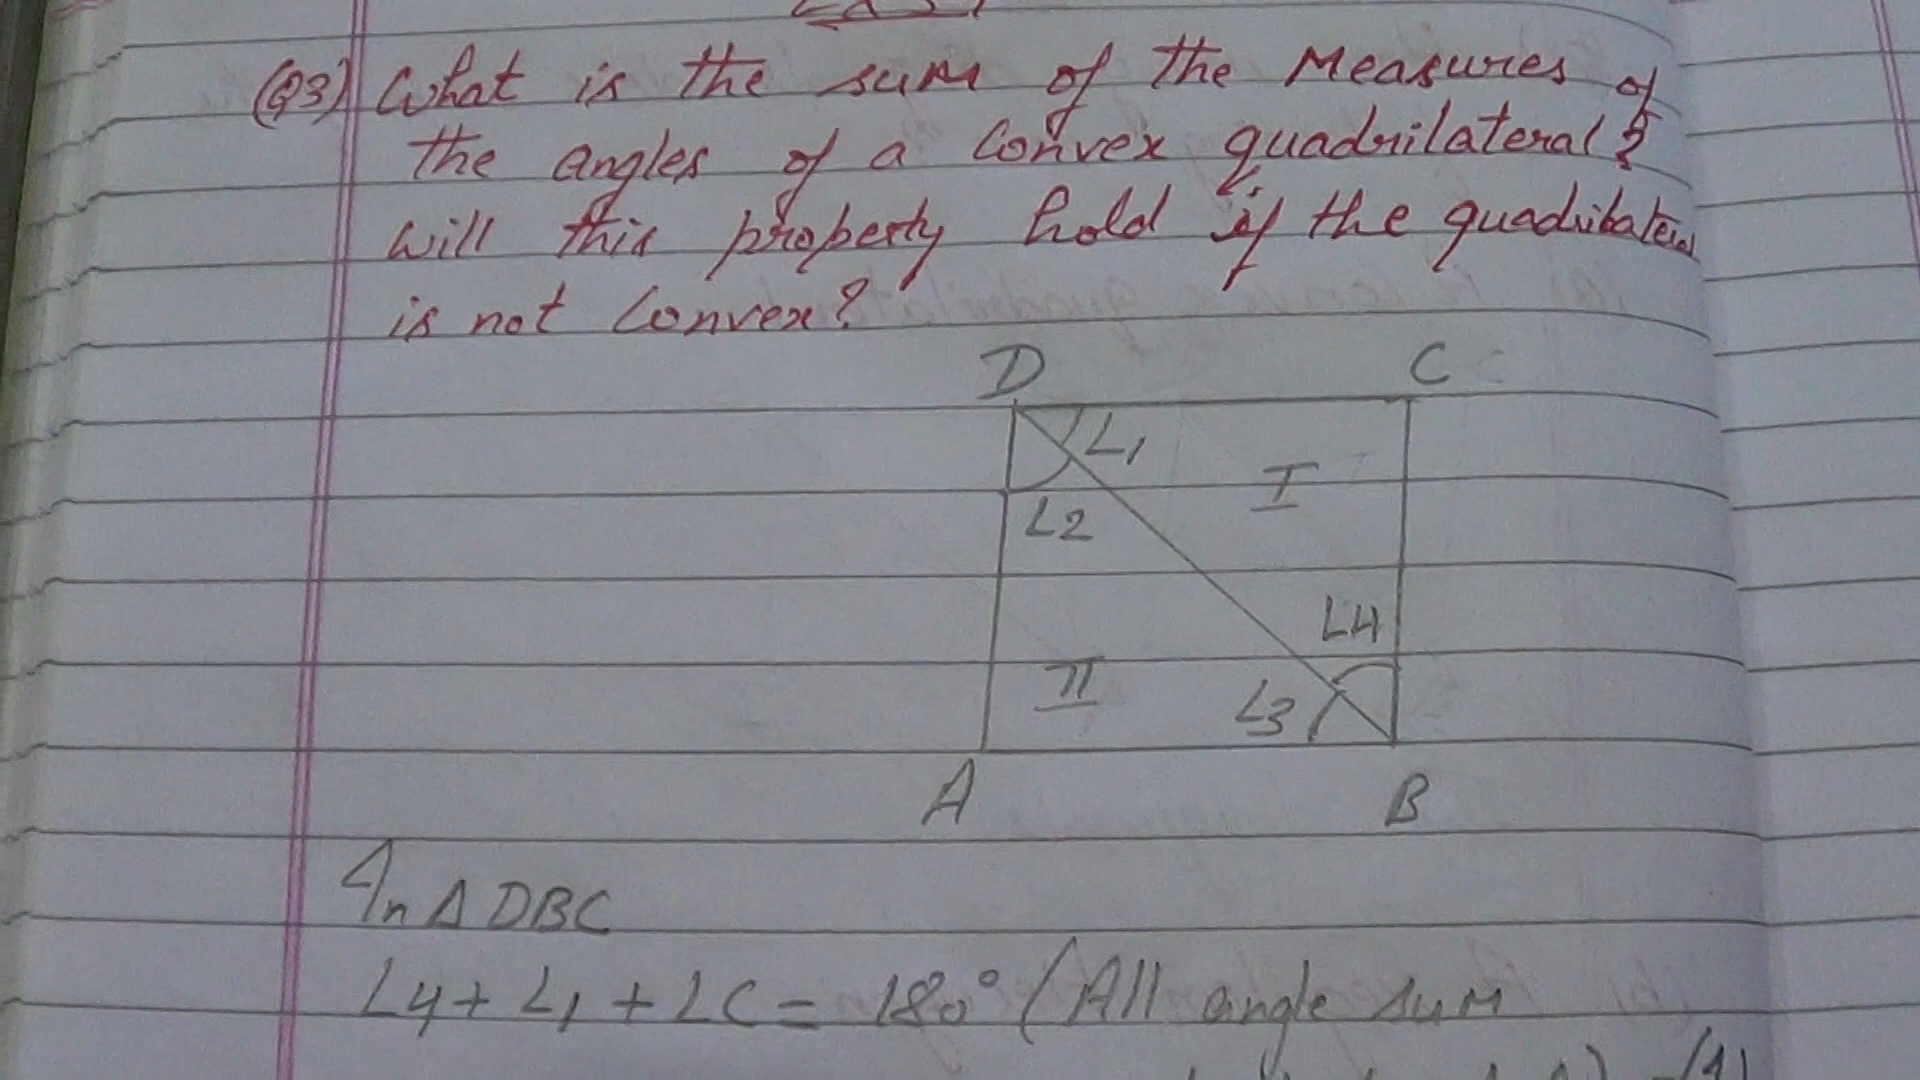 (Q3) What is the sum of the Measures of
the angles of a Convex quadrilateral?
will this property hold if the quadrilateral
is not Convex?
D C
∠1
I
∠2
∠4
II
∠3
A B
In Δ DBC
∠4 + ∠1 + ∠C = 180° (All angle sum